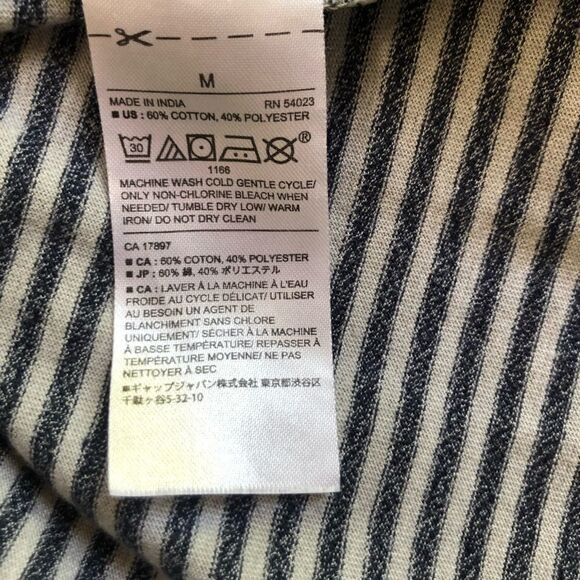 M
MADE IN INDIA RN 54023
■ US : 60% COTTON, 40% POLYESTER
30 ®
1166
MACHINE WASH COLD GENTLE CYCLE/
ONLY NON-CHLORINE BLEACH WHEN
NEEDED/ TUMBLE DRY LOW/ WARM
IRON/ DO NOT DRY CLEAN
CA 17897
■ CA : 60% COTON, 40% POLYESTER
■ JP : 60% 綿, 40% ポリエステル
■ CA : LAVER À LA MACHINE À L'EAU
FROIDE AU CYCLE DÉLICAT/ UTILISER
AU BESOIN UN AGENT DE
BLANCHIMENT SANS CHLORE
UNIQUEMENT/ SÉCHER À LA MACHINE
À BASSE TEMPÉRATURE/ REPASSER À
TEMPÉRATURE MOYENNE/ NE PAS
NETTOYER À SEC
■ギャップジャパン株式会社 東京都渋谷区
千駄ヶ谷5-32-10